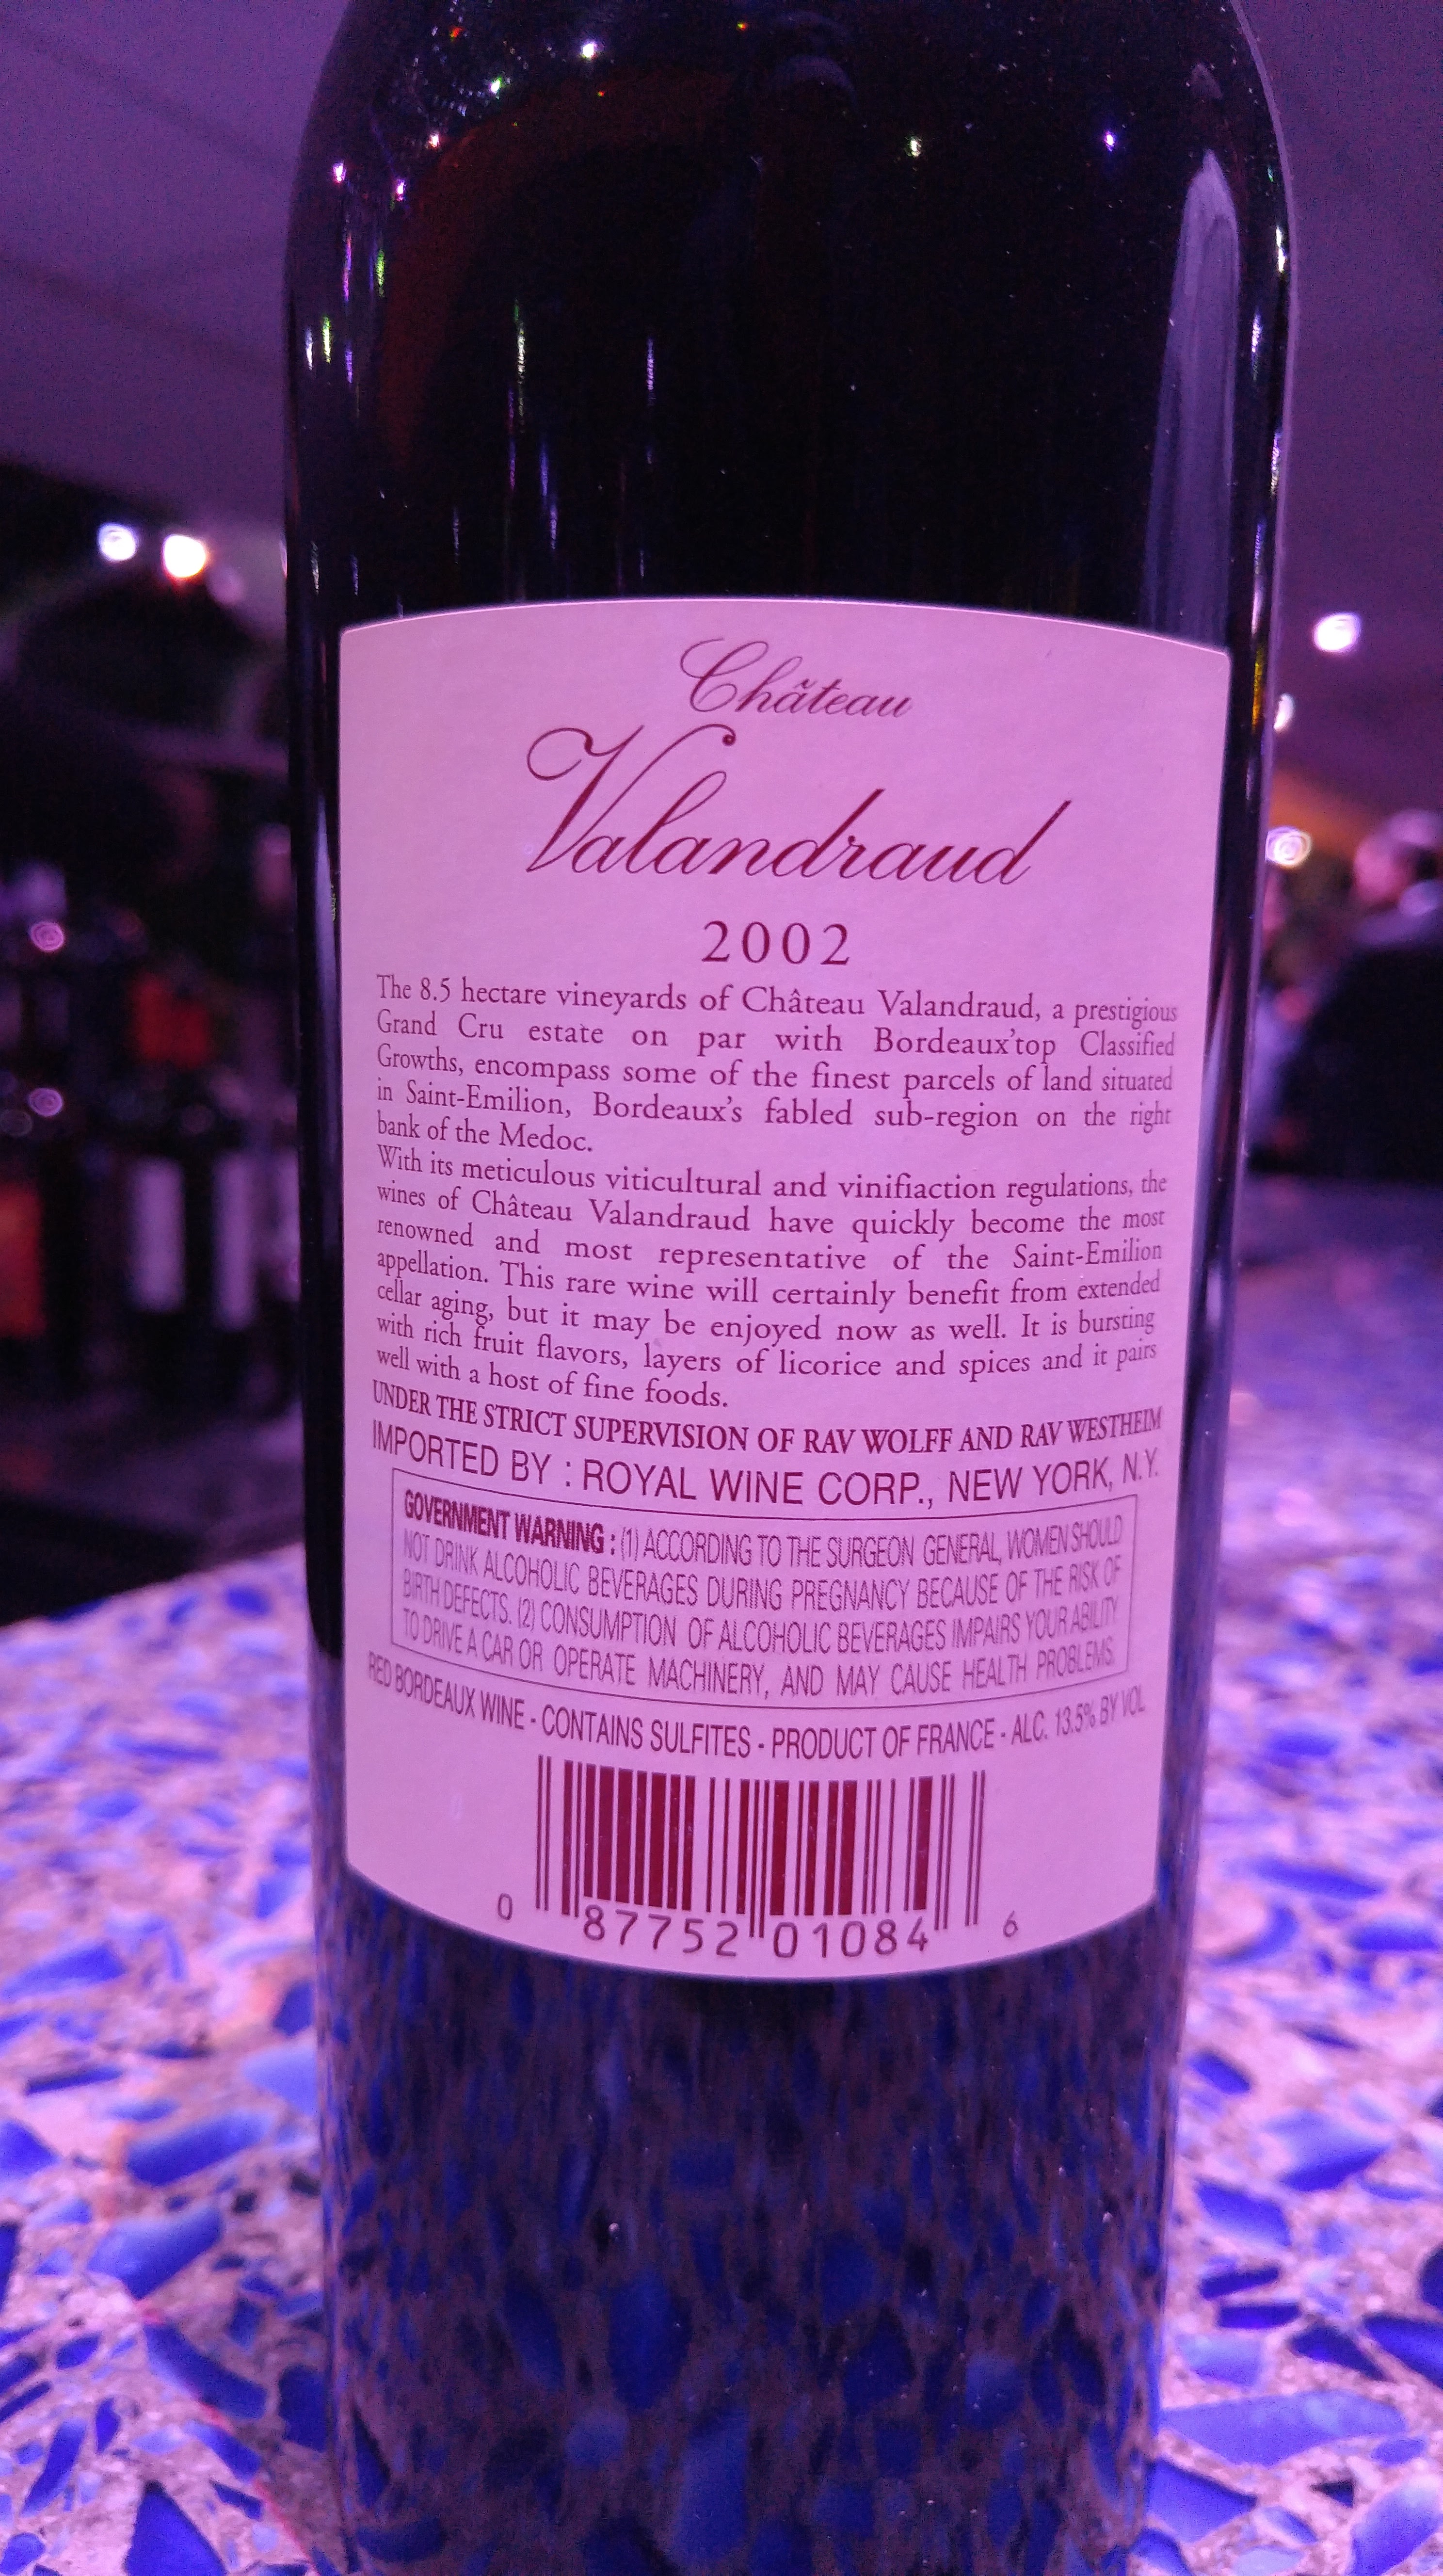 Château
Valandraud
2002
The 8.5 hectare vineyards of Château Valandraud, a prestigious
Grand Cru estate on par with Bordeaux'top Classified
Growths, encompass some of the finest parcels of land situated
in Saint-Emilion, Bordeaux's fabled sub-region on the right
bank of the Medoc.
With its meticulous viticultural and vinifiaction regulations, the
wines of Château Valandraud have quickly become the most
renowned and most representative of the Saint-Emilion
appellation. This rare wine will certainly benefit from extended
cellar aging, but it may be enjoyed now as well. It is bursting
with rich fruit flavors, layers of licorice and spices and it pairs
well with a host of fine foods.
UNDER THE STRICT SUPERVISION OF RAV WOLFF AND RAV WESTHEIM
IMPORTED BY : ROYAL WINE CORP., NEW YORK, N.Y.
GOVERNMENT WARNING : (1) ACCORDING TO THE SURGEON GENERAL, WOMEN SHOULD
NOT DRINK ALCOHOLIC BEVERAGES DURING PREGNANCY BECAUSE OF THE RISK OF
BIRTH DEFECTS. (2) CONSUMPTION OF ALCOHOLIC BEVERAGES IMPAIRS YOUR ABILITY
TO DRIVE A CAR OR OPERATE MACHINERY, AND MAY CAUSE HEALTH PROBLEMS.
RED BORDEAUX WINE - CONTAINS SULFITES - PRODUCT OF FRANCE - ALC. 13.5% BY VOL
0 87752 01084 6